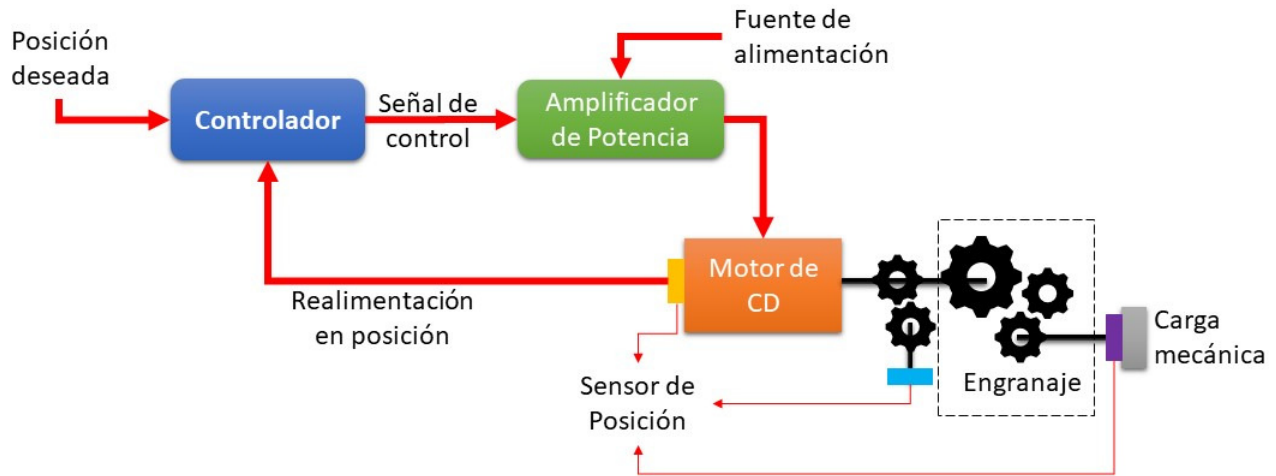 Posición
deseada
Controlador
Señal de
control
Amplificador
de Potencia
Fuente de
alimentación
Realimentación
en posición
Motor de
CD
Sensor de
Posición
Engranaje
Carga
mecánica